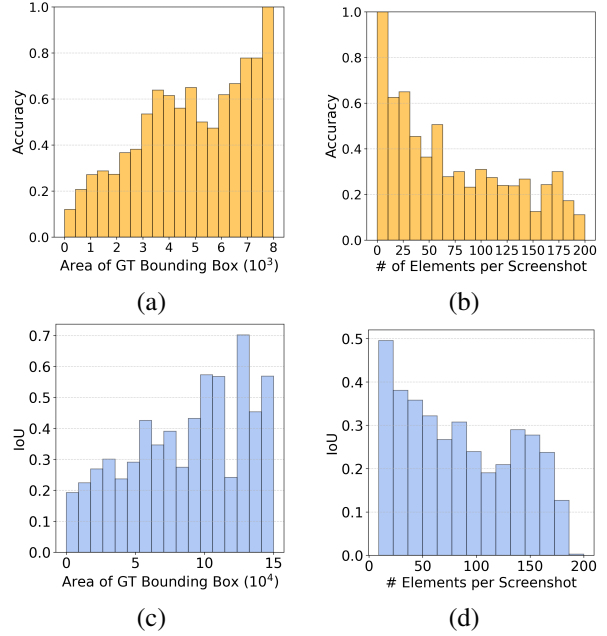 1.0
0.8
0.6
0.4
0.2
0.0
Accuracy
0 1 2 3 4 5 6 7 8
Area of GT Bounding Box (10³)
(a)
1.0
0.8
0.6
0.4
0.2
0.0
Accuracy
0 25 50 75 100 125 150 175 200
# of Elements per Screenshot
(b)
0.7
0.6
0.5
0.4
0.3
0.2
0.1
0.0
IoU
0 5 10 15
Area of GT Bounding Box (10⁴)
(c)
0.5
0.4
0.3
0.2
0.1
0.0
IoU
0 50 100 150 200
# Elements per Screenshot
(d)